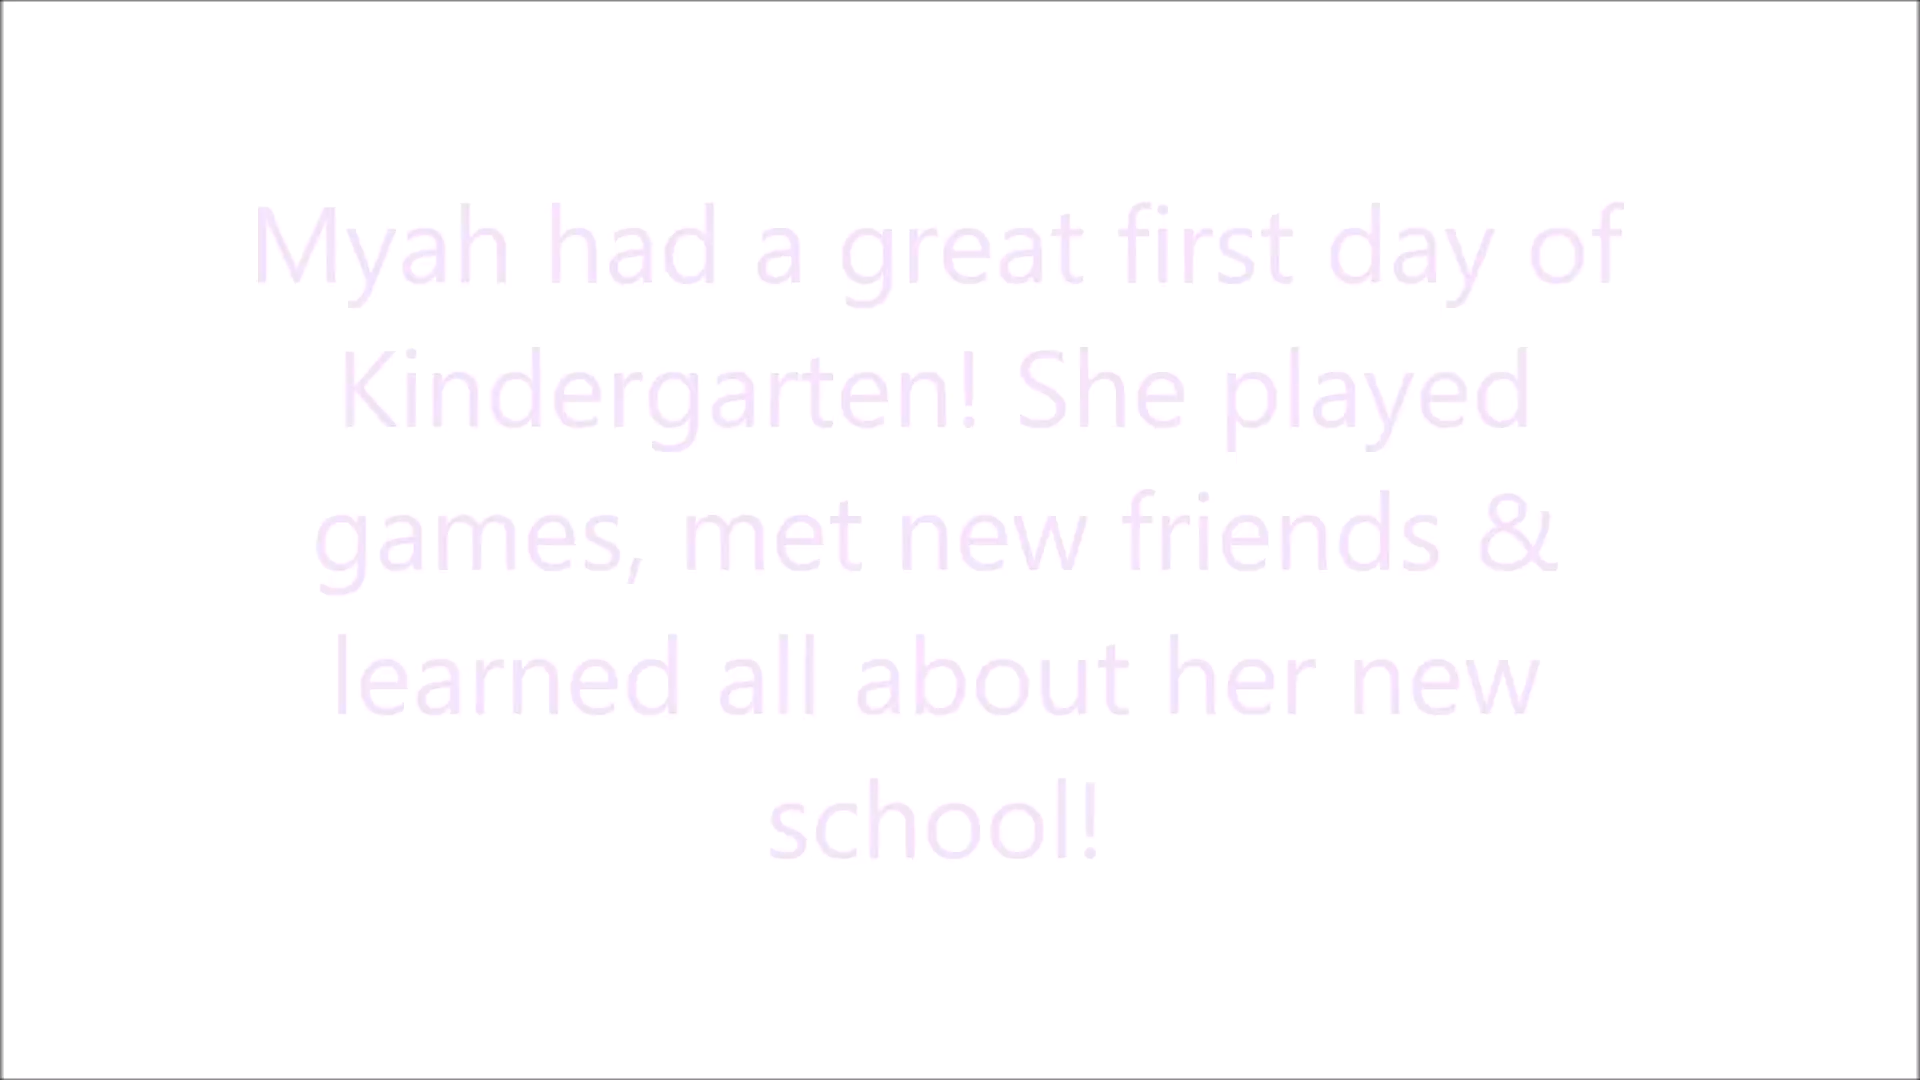 Myah had a great first day of
Kindergarten! She played
games, met new friends &
learned all about her new
school!